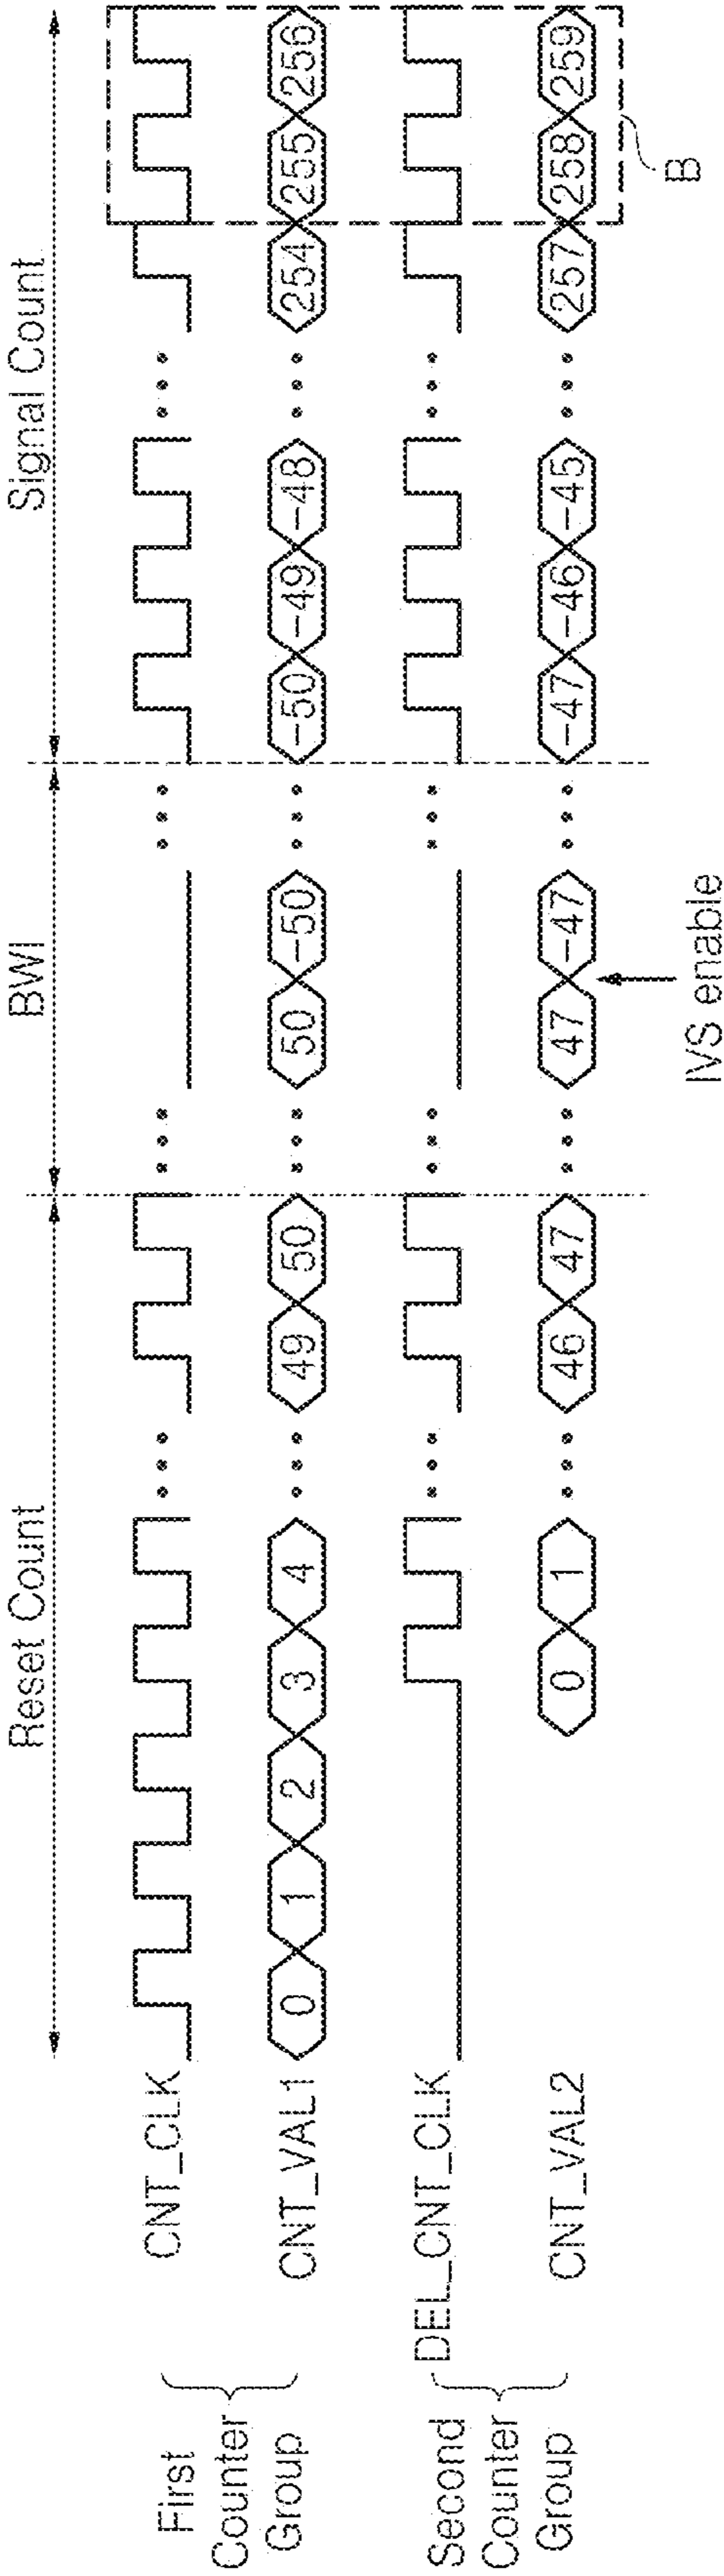 Reset Count
BWI
Signal Count
First
Counter
Group
CNT_CLK
CNT_VAL1
0 1 2 3 4 49 50 50 -50 -50 -49 -48 254 255 256
Second
Counter
Group
DEL_CNT_CLK
CNT_VAL2
0 1 46 47 47 -47 -47 -46 -45 257 258 259
IVS enable
B